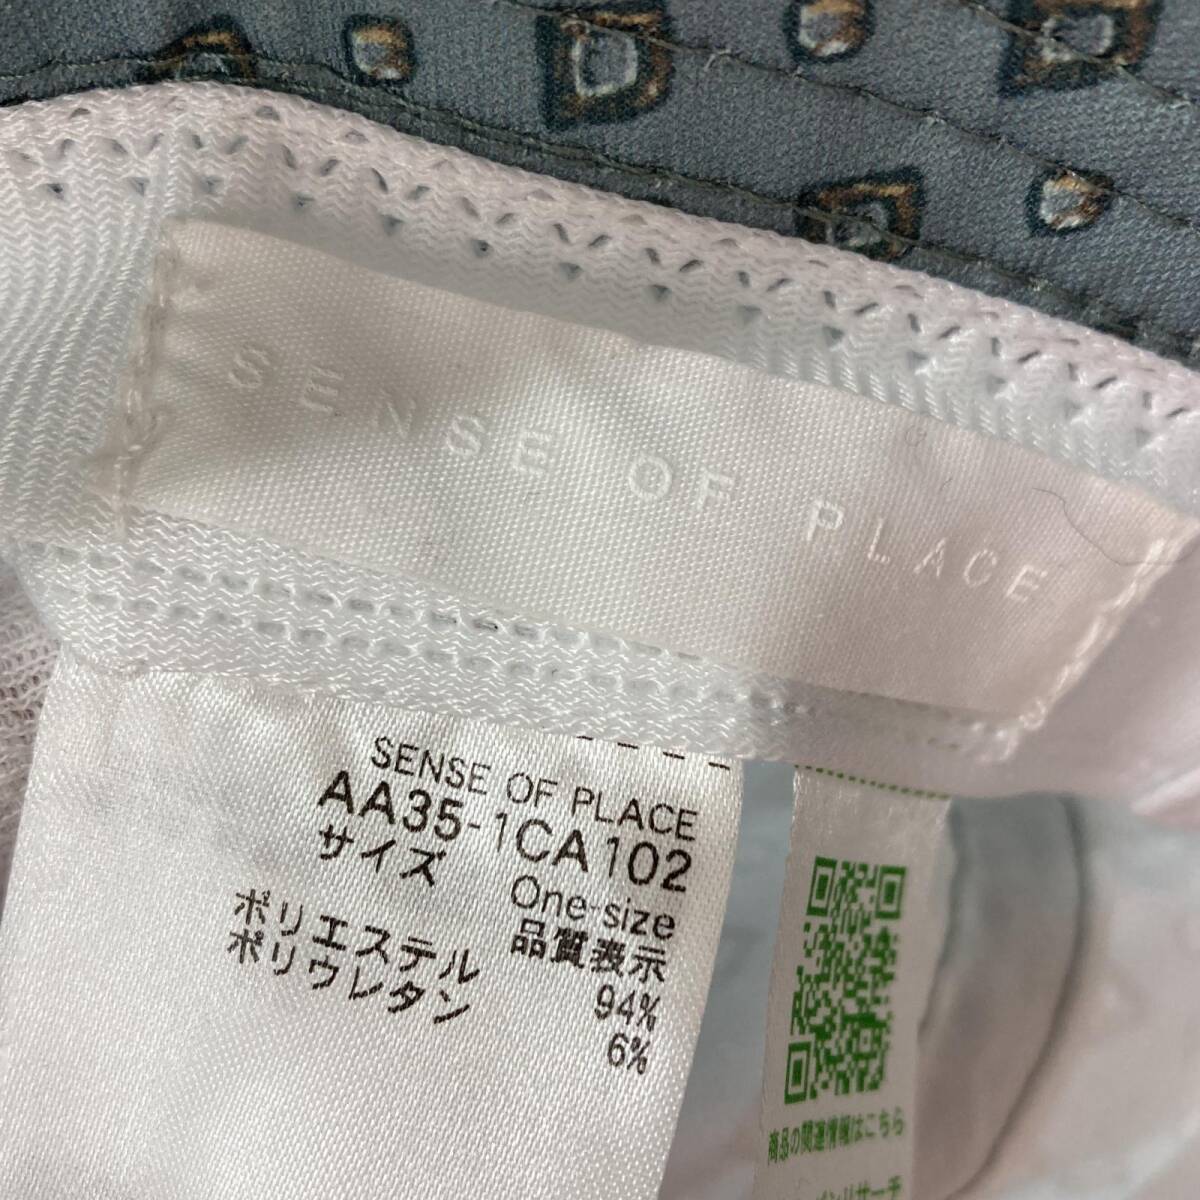 SENSE OF PLACE
SENSE OF PLACE
AA35-1CA102
サイズ
One-size
品質表示
ポリエステル 94%
ポリウレタン 6%
商品の関連情報はこちら